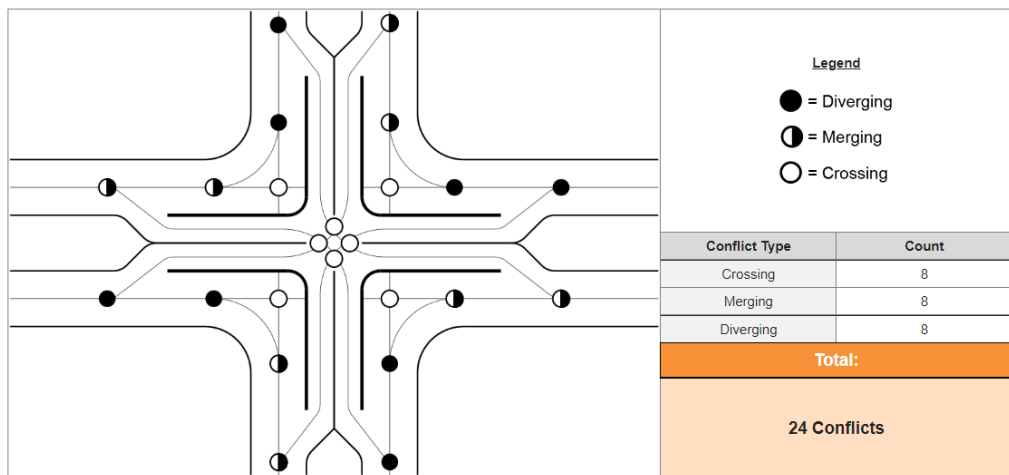 Legend
= Diverging
= Merging
= Crossing
Conflict Type Count
Crossing 8
Merging 8
Diverging 8
Total:
24 Conflicts